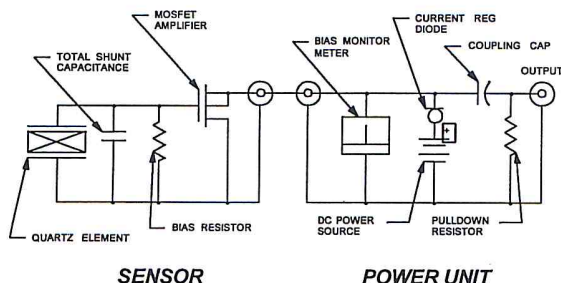 MOSFET
AMPLIFIER
TOTAL SHUNT
CAPACITANCE
QUARTZ ELEMENT
BIAS RESISTOR
BIAS MONITOR
METER
CURRENT REG
DIODE
COUPLING CAP
OUTPUT
+
DC POWER
SOURCE
PULLDOWN
RESISTOR
SENSOR
POWER UNIT